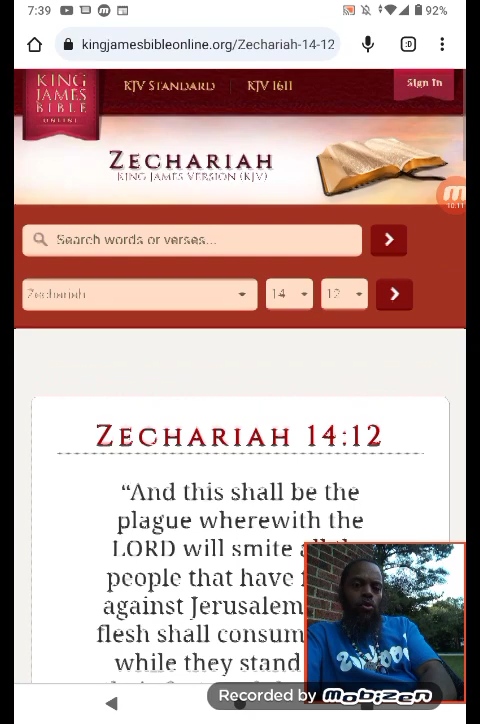 7:39
92%
kingjamesbibleonline.org/Zechariah-14-12
KING
JAMES
BIBLE
ONLINE
KJV STANDARD
KJV 1611
Sign In
ZECHARIAH
KING JAMES VERSION (KJV)
10:11
Search words or verses...
Zechariah
14
12
ZECHARIAH 14:12
“And this shall be the
plague wherewith the
LORD will smite all
people that have
against Jerusalem
flesh shall consum
while they stand
Recorded by Mobizen